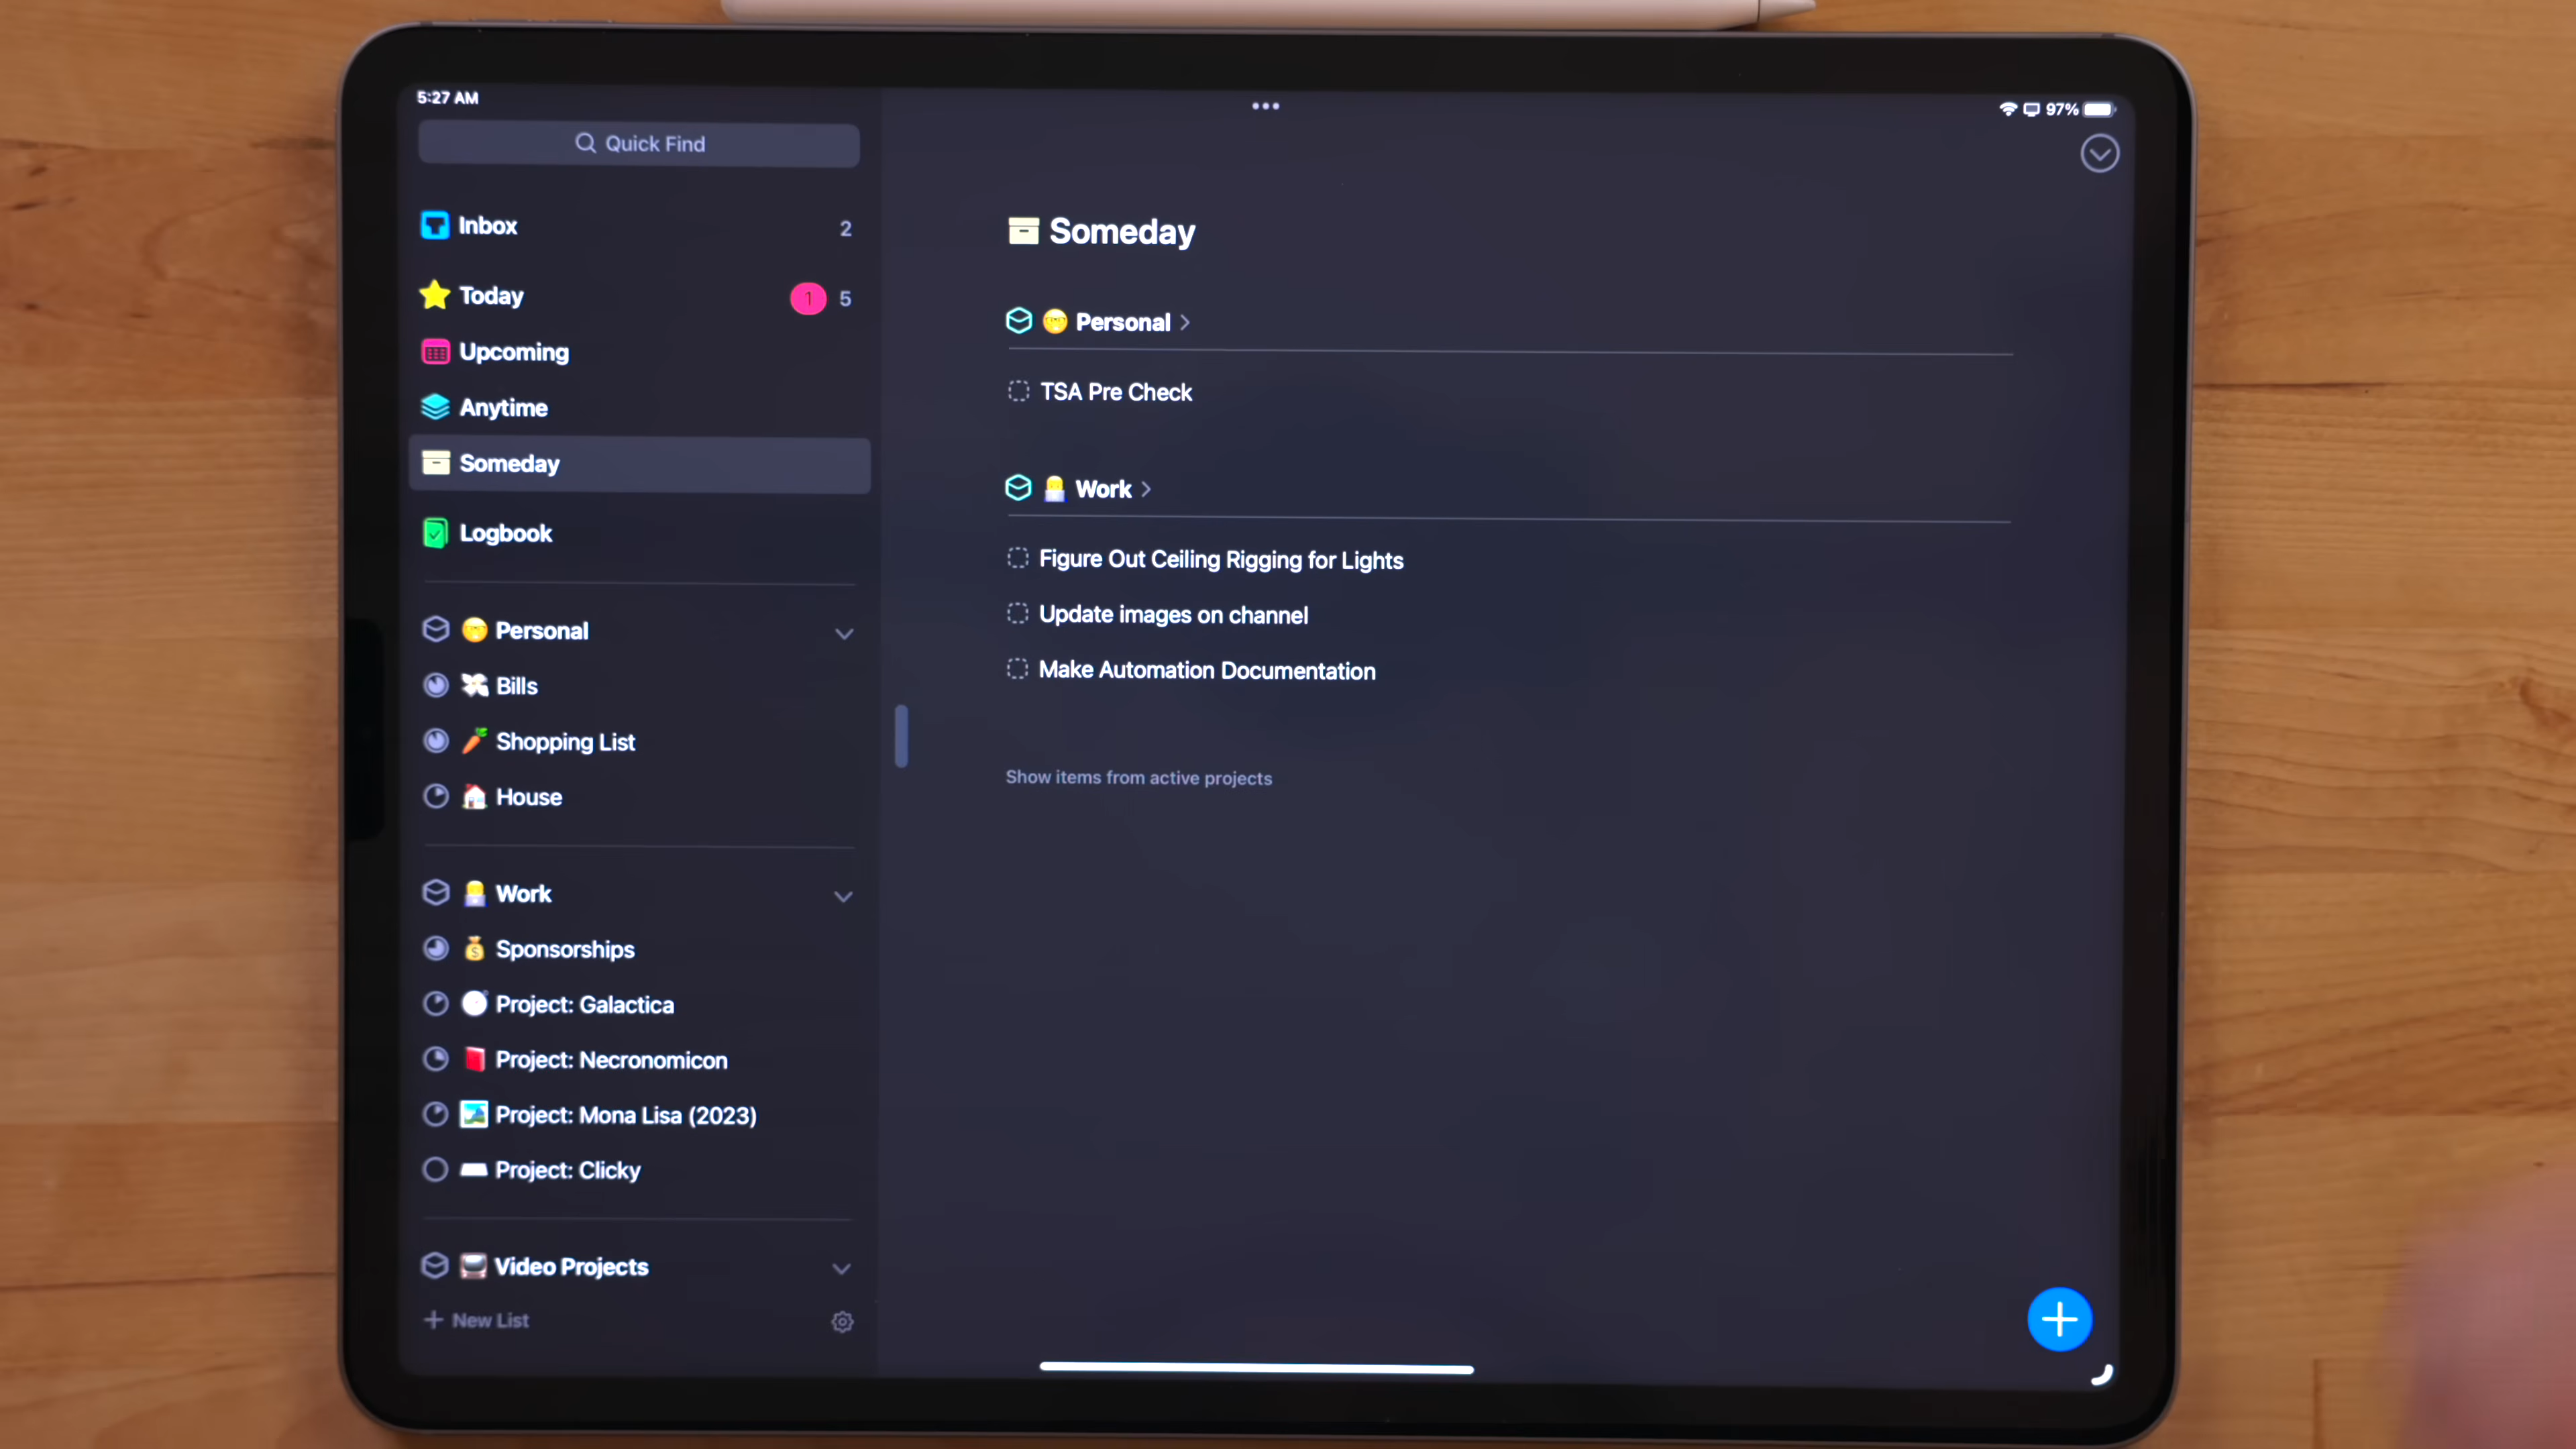 5:27 AM
97%
Quick Find
Inbox 2
Today 1 5
Upcoming
Anytime
Someday
Logbook
Personal
Bills
Shopping List
House
Work
Sponsorships
Project: Galactica
Project: Necronomicon
Project: Mona Lisa (2023)
Project: Clicky
Video Projects
New List
Someday
Personal
TSA Pre Check
Work
Figure Out Ceiling Rigging for Lights
Update images on channel
Make Automation Documentation
Show items from active projects